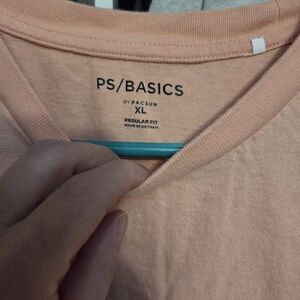 PS/BASICS
BY PACSUN
XL
REGULAR FIT
MADE IN VIETNAM